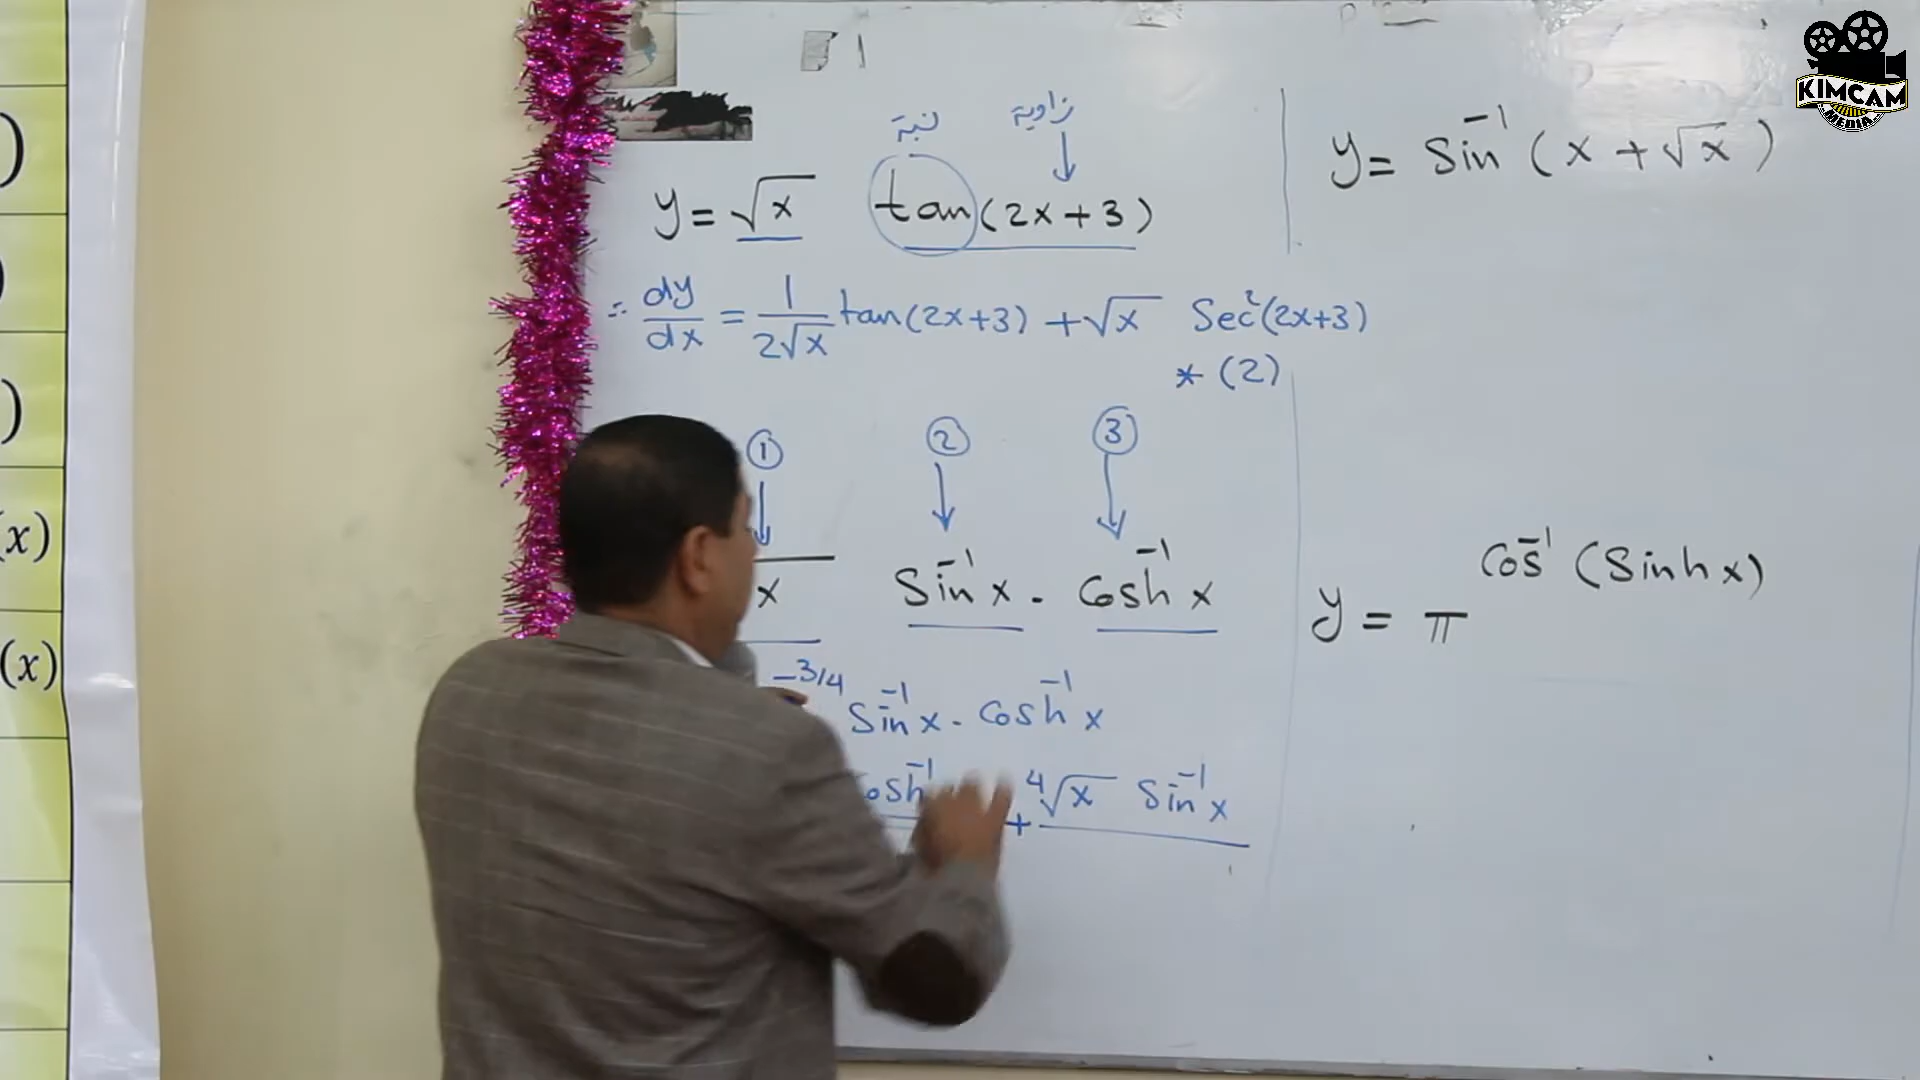 KIMCAM
MEDIA
نسبة زاوية
y = √x tan(2x+3)
∴ dy/dx = 1/(2√x) tan(2x+3) + √x Sec²(2x+3)
* (2)
① ② ③
x Sin⁻¹x · Cosh⁻¹x
-3/4 Sin⁻¹x · Cosh⁻¹x
+ ⁴√x Sin⁻¹x
y = Sin⁻¹(x + √x)
y = π^Cos⁻¹(Sinhx)
)
)
(x)
(x)